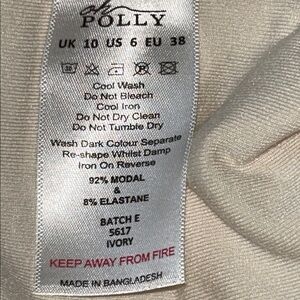 oh
POLLY
UK 10 US 6 EU 38
30
Cool Wash
Do Not Bleach
Cool Iron
Do Not Dry Clean
Do Not Tumble Dry
Wash Dark Colour Separate
Re-shape Whilst Damp
Iron On Reverse
92% MODAL
&
8% ELASTANE
BATCH E
5617
IVORY
KEEP AWAY FROM FIRE
MADE IN BANGLADESH